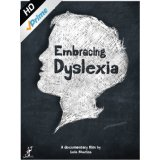 HD
Prime
Embracing
Dyslexia
A documentary film by
Luis Macias